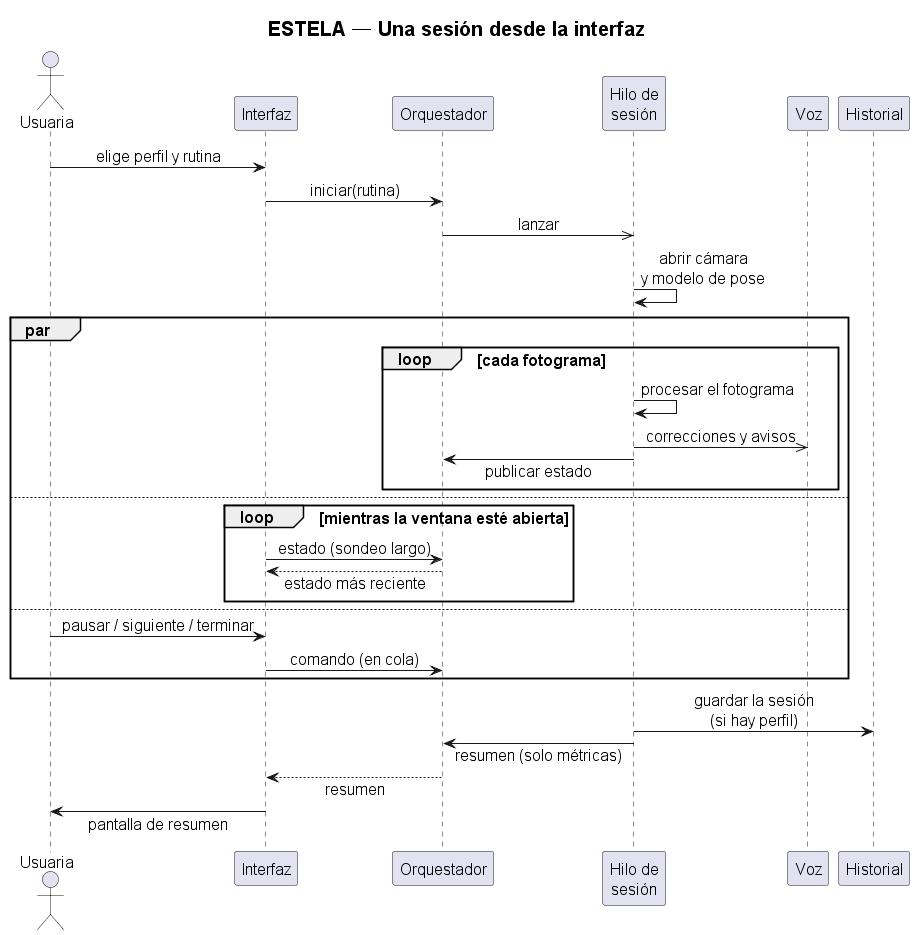 ESTELA — Una sesión desde la interfaz
Usuaria
Interfaz
Orquestador
Hilo de
sesión
Voz
Historial
elige perfil y rutina
iniciar(rutina)
lanzar
abrir cámara
y modelo de pose
par
loop
[cada fotograma]
procesar el fotograma
correcciones y avisos
publicar estado
loop
[mientras la ventana esté abierta]
estado (sondeo largo)
estado más reciente
pausar / siguiente / terminar
comando (en cola)
guardar la sesión
(si hay perfil)
resumen (solo métricas)
resumen
pantalla de resumen
Usuaria
Interfaz
Orquestador
Hilo de
sesión
Voz
Historial